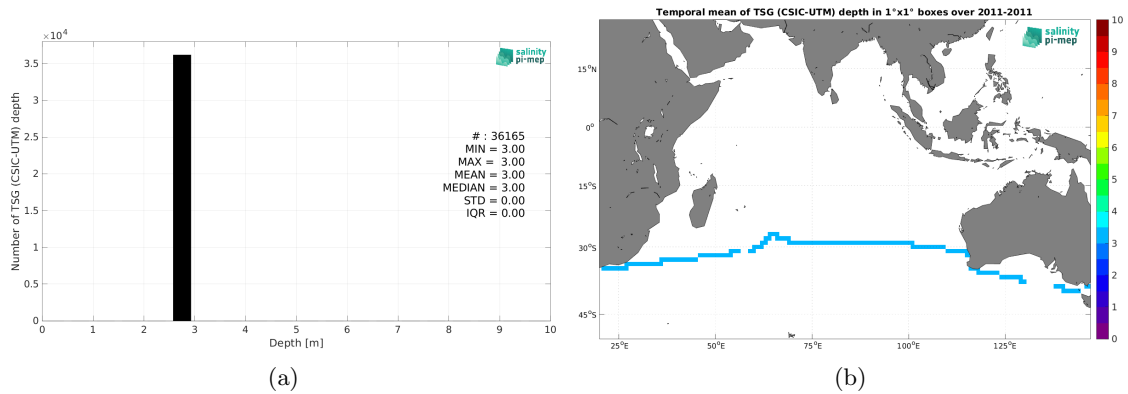 ×10⁴
salinity
pi-mep
3.5
3
2.5
2
1.5
1
0.5
0
Number of TSG (CSIC-UTM) depth
# : 36165
MIN = 3.00
MAX = 3.00
MEAN = 3.00
MEDIAN = 3.00
STD = 0.00
IQR = 0.00
0 1 2 3 4 5 6 7 8 9 10
Depth [m]
(a)
Temporal mean of TSG (CSIC-UTM) depth in 1°x1° boxes over 2011-2011
salinity
pi-mep
15°N
0°
15°S
30°S
45°S
25°E 50°E 75°E 100°E 125°E
10
9
8
7
6
5
4
3
2
1
0
(b)